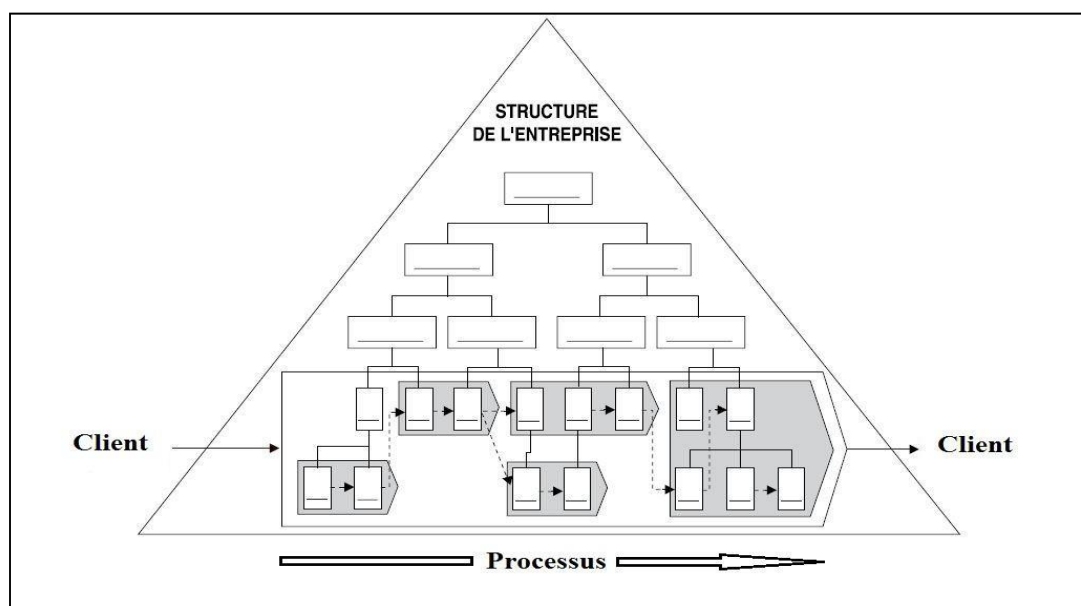 STRUCTURE
DE L'ENTREPRISE
Client
Client
Processus